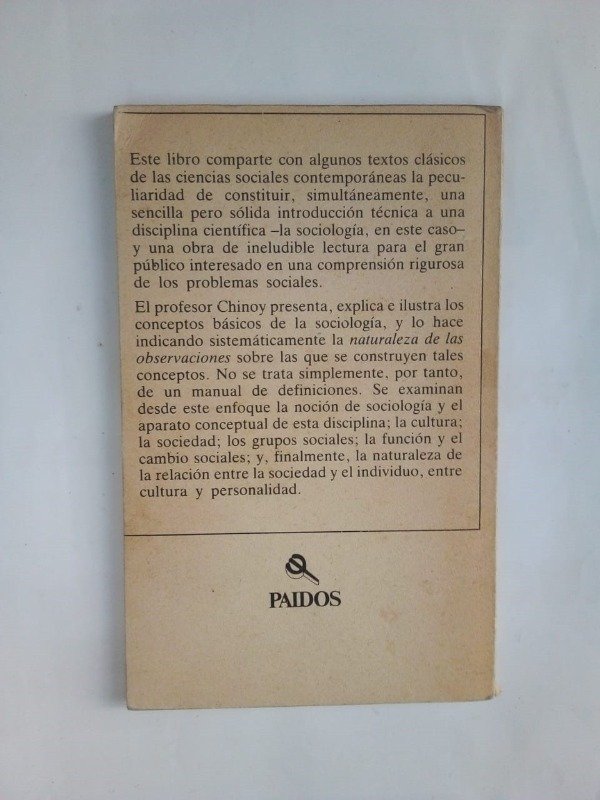 Este libro comparte con algunos textos clásicos
de las ciencias sociales contemporáneas la pecu-
liaridad de constituir, simultáneamente, una
sencilla pero sólida introducción técnica a una
disciplina científica –la sociología, en este caso–
y una obra de ineludible lectura para el gran
público interesado en una comprensión rigurosa
de los problemas sociales.
El profesor Chinoy presenta, explica e ilustra los
conceptos básicos de la sociología, y lo hace
indicando sistemáticamente la naturaleza de las
observaciones sobre las que se construyen tales
conceptos. No se trata simplemente, por tanto,
de un manual de definiciones. Se examinan
desde este enfoque la noción de sociología y el
aparato conceptual de esta disciplina; la cultura;
la sociedad; los grupos sociales; la función y el
cambio sociales; y, finalmente, la naturaleza de
la relación entre la sociedad y el individuo, entre
cultura y personalidad.
PAIDOS